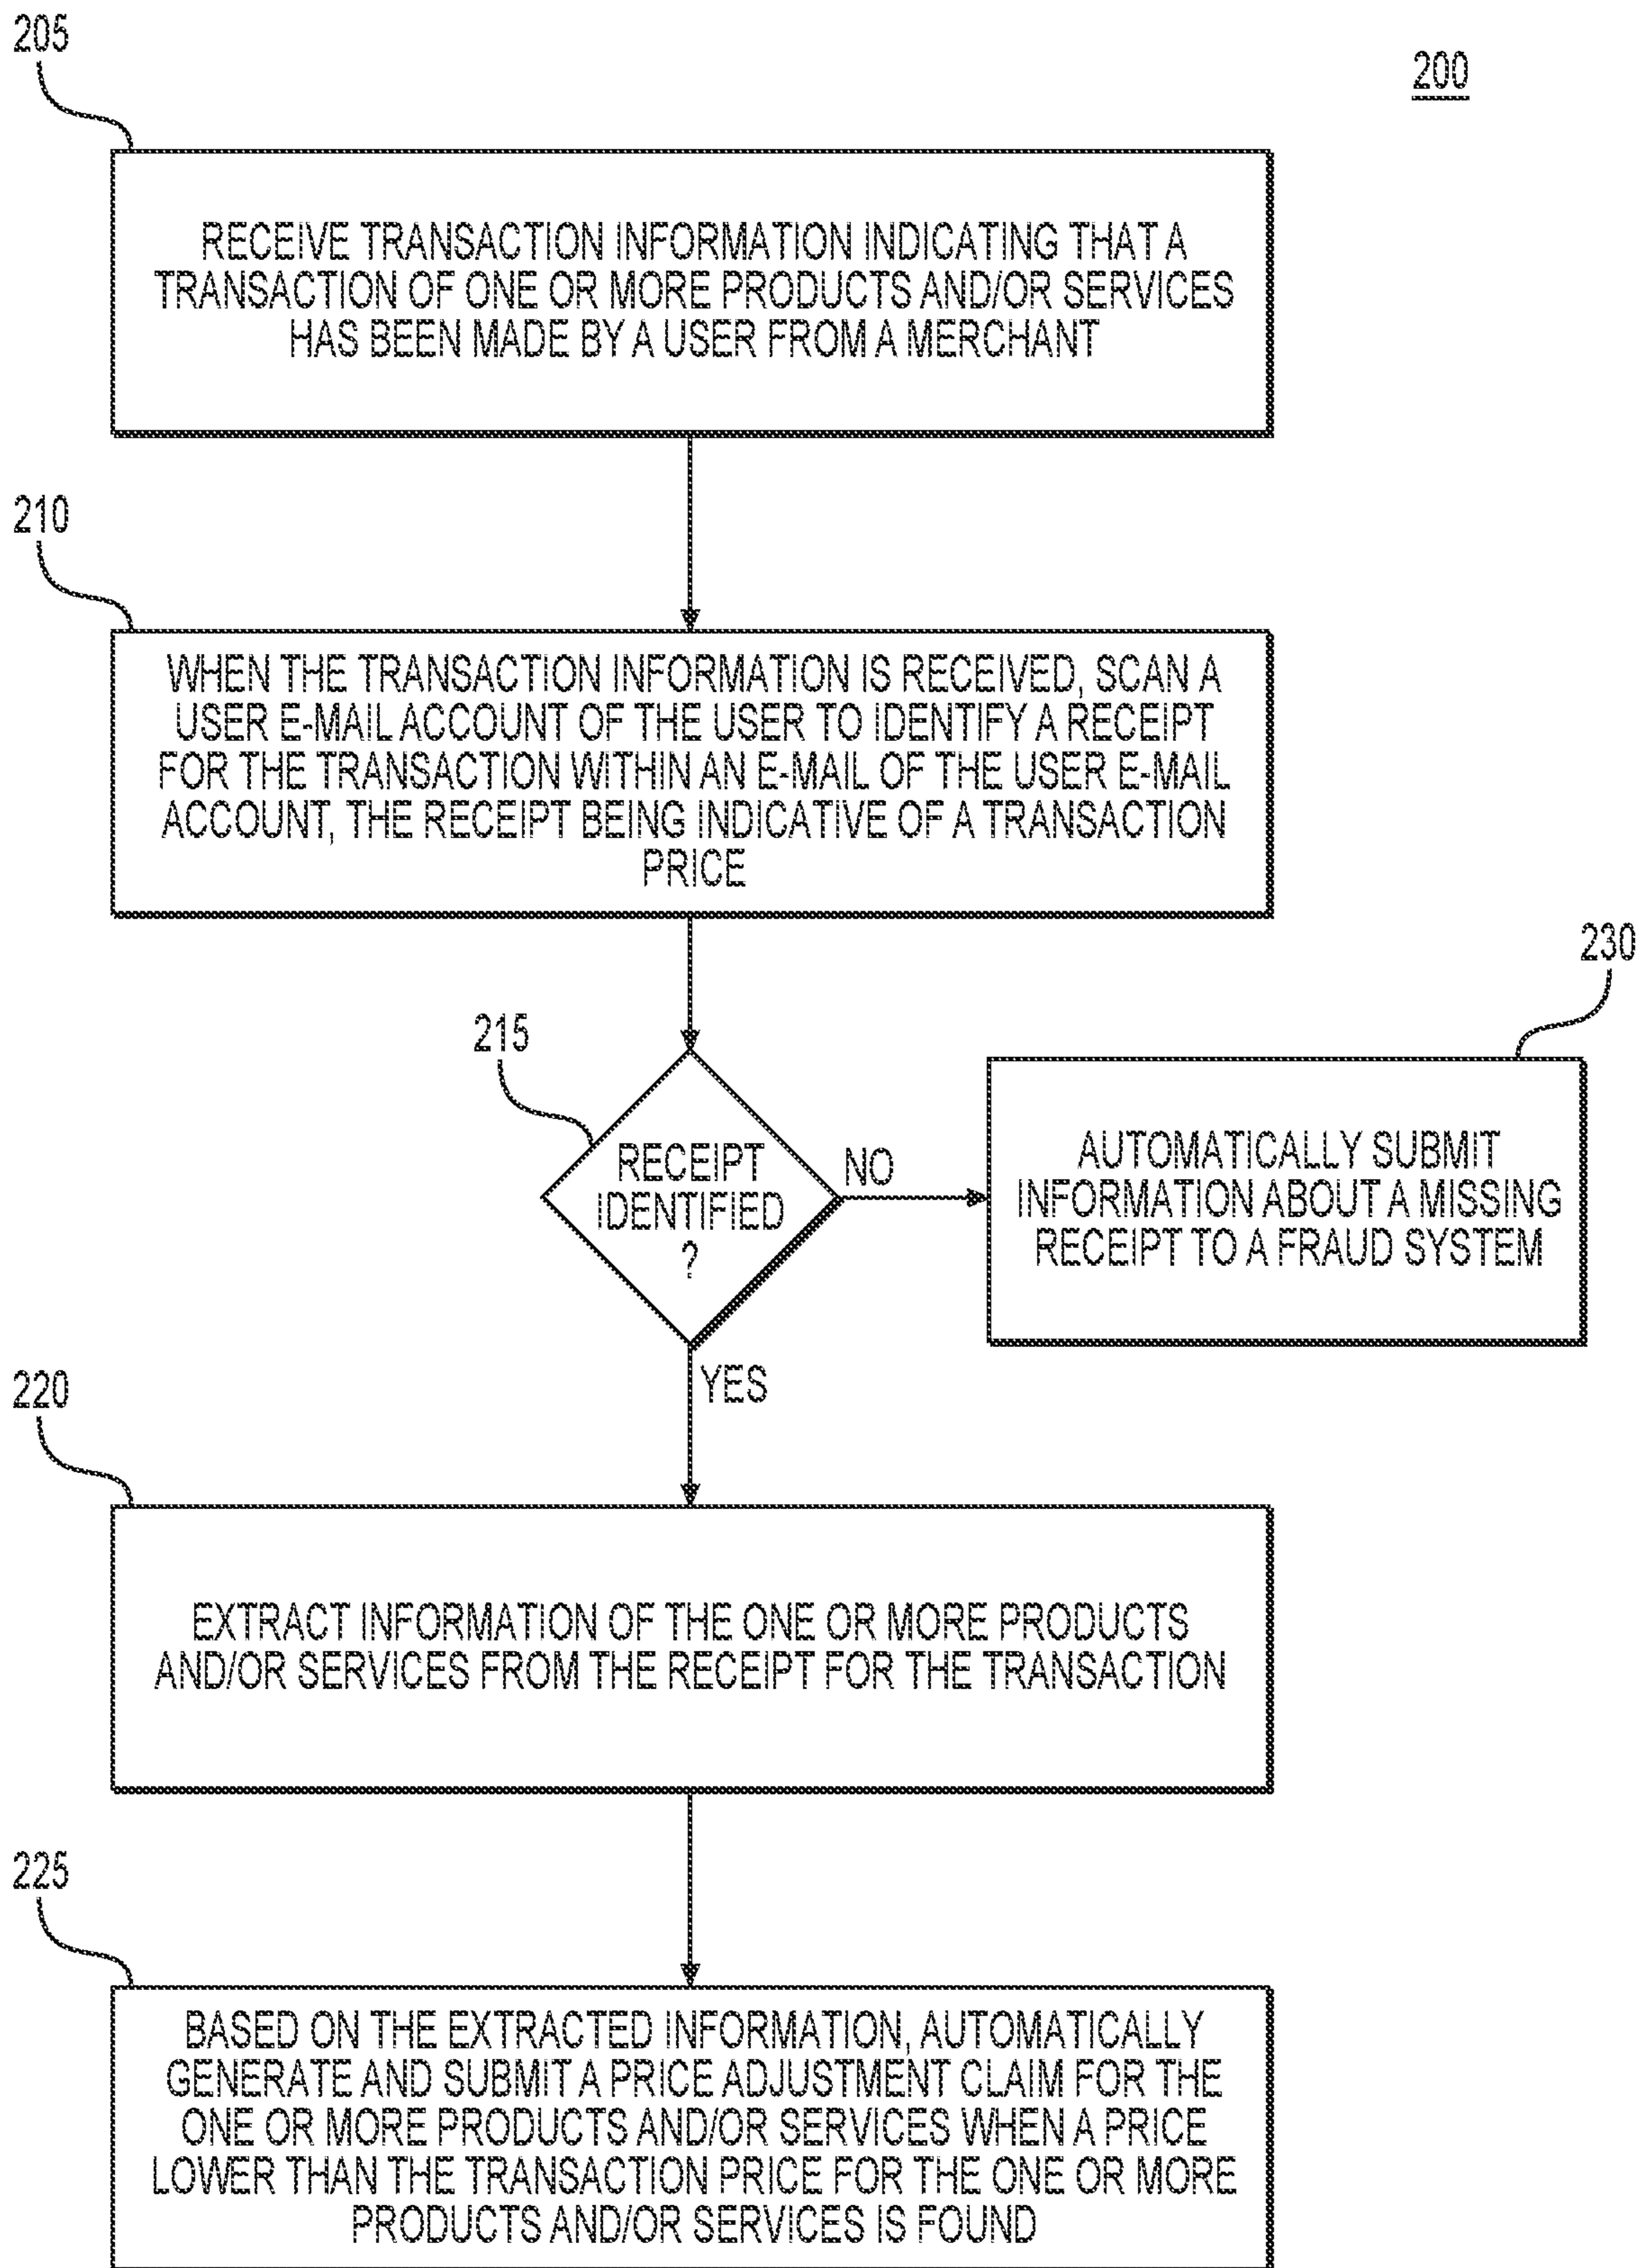 205
200
RECEIVE TRANSACTION INFORMATION INDICATING THAT A
TRANSACTION OF ONE OR MORE PRODUCTS AND/OR SERVICES
HAS BEEN MADE BY A USER FROM A MERCHANT
210
WHEN THE TRANSACTION INFORMATION IS RECEIVED, SCAN A
USER E-MAIL ACCOUNT OF THE USER TO IDENTIFY A RECEIPT
FOR THE TRANSACTION WITHIN AN E-MAIL OF THE USER E-MAIL
ACCOUNT, THE RECEIPT BEING INDICATIVE OF A TRANSACTION
PRICE
215
RECEIPT
IDENTIFIED
?
NO
230
AUTOMATICALLY SUBMIT
INFORMATION ABOUT A MISSING
RECEIPT TO A FRAUD SYSTEM
YES
220
EXTRACT INFORMATION OF THE ONE OR MORE PRODUCTS
AND/OR SERVICES FROM THE RECEIPT FOR THE TRANSACTION
225
BASED ON THE EXTRACTED INFORMATION, AUTOMATICALLY
GENERATE AND SUBMIT A PRICE ADJUSTMENT CLAIM FOR THE
ONE OR MORE PRODUCTS AND/OR SERVICES WHEN A PRICE
LOWER THAN THE TRANSACTION PRICE FOR THE ONE OR MORE
PRODUCTS AND/OR SERVICES IS FOUND